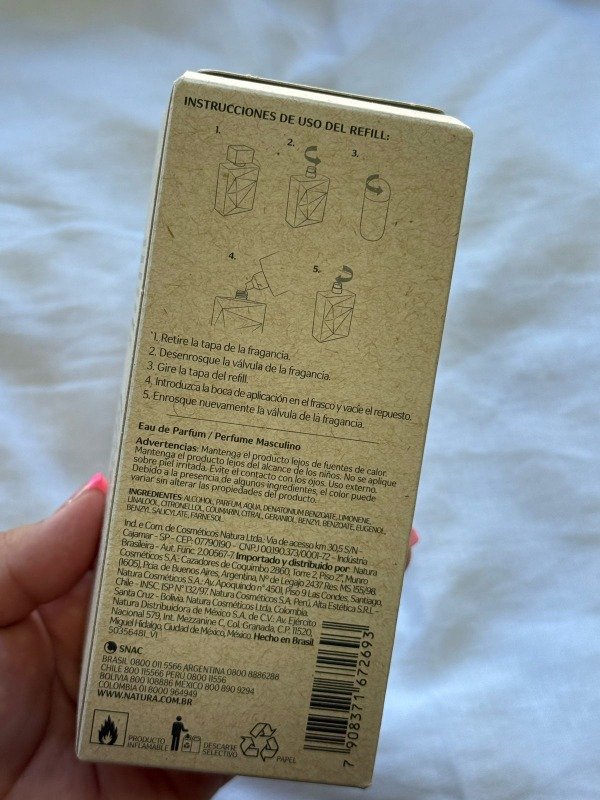 INSTRUCCIONES DE USO DEL REFILL:
1.
2.
3.
4.
5.
1. Retire la tapa de la fragancia.
2. Desenrosque la válvula de la fragancia.
3. Gire la tapa del refill.
4. Introduzca la boca de aplicación en el frasco y vacíe el repuesto.
5. Enrosque nuevamente la válvula de la fragancia.
Eau de Parfum / Perfume Masculino
Advertencias: Mantenga el producto lejos de fuentes de calor.
Mantenga el producto lejos del alcance de los niños. No se aplique
sobre piel irritada. Evite el contacto con los ojos. Uso externo.
Debido a la presencia de algunos ingredientes, el color puede
variar sin alterar las propiedades del producto.
INGREDIENTES: ALCOHOL, PARFUM, AQUA, DENATONIUM BENZOATE, LIMONENE,
LINALOOL, CITRONELLOL, COUMARIN, CITRAL, GERANIOL, BENZYL BENZOATE, EUGENOL,
BENZYL SALICYLATE, FARNESOL.
Ind. e Com. de Cosméticos Natura Ltda. Via de acesso km 30,5 S/N -
Cajamar - SP - CEP: 07790190 - CNPJ 00.190.373/0001-72 - Indústria
Brasileira - Aut. Func. 2.00567-7 Importado y distribuido por: Natura
Cosméticos S.A.: Cazadores de Coquimbo 2860, Torre 2, Piso 2°, Munro
(1605), Pcia. de Buenos Aires, Argentina, N° de Legajo 2437 Res. MS 155/98.
Natura Cosméticos S.A.: Av. Apoquindo n° 4501, Piso 9 Las Condes, Santiago,
Chile - INSC. ISP N° 132/97. Natura Cosméticos S.A. Perú, Alta Estética S.R.L -
Santa Cruz - Bolivia. Natura Cosméticos Ltda, Colombia.
Natura Distribuidora de México S.A. de C.V.: Av. Ejército
Nacional 579, Int. Mezzanine C, Col. Granada, C.P. 11520,
Miguel Hidalgo, Ciudad de México, México. Hecho en Brasil
50356481_V1
SNAC
BRASIL 0800 011 5566 ARGENTINA 0800 8886288
CHILE 800 115566 PERÚ 0800 11556
BOLIVIA 800 108886 MÉXICO 800 890 9294
COLOMBIA 01 8000 964949
WWW.NATURA.COM.BR
PRODUCTO
INFLAMABLE
DESCARTE
SELECTIVO
PAPEL
7 908371 672693